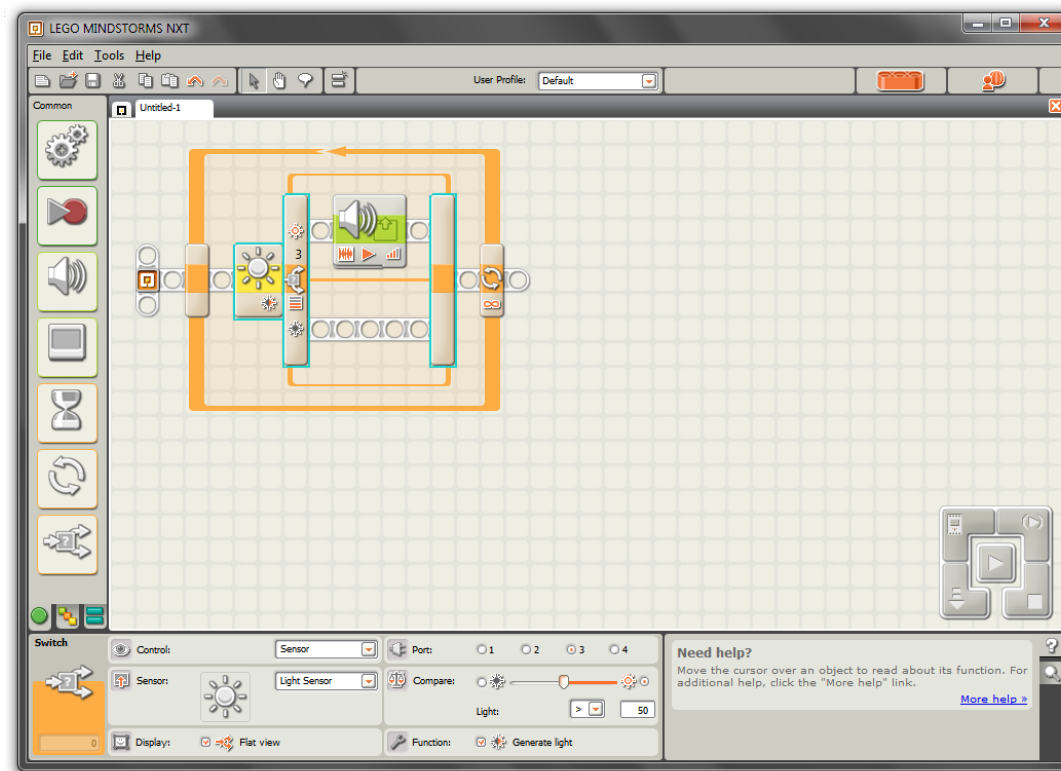 LEGO MINDSTORMS NXT
File Edit Tools Help
User Profile: Default
Common
Untitled-1
3
Switch
Control: Sensor
Port: 1 2 3 4
Sensor: Light Sensor
Compare:
Light: > 50
0
Display: Flat view
Function: Generate light
Need help?
Move the cursor over an object to read about its function. For
additional help, click the "More help" link.
More help »
?